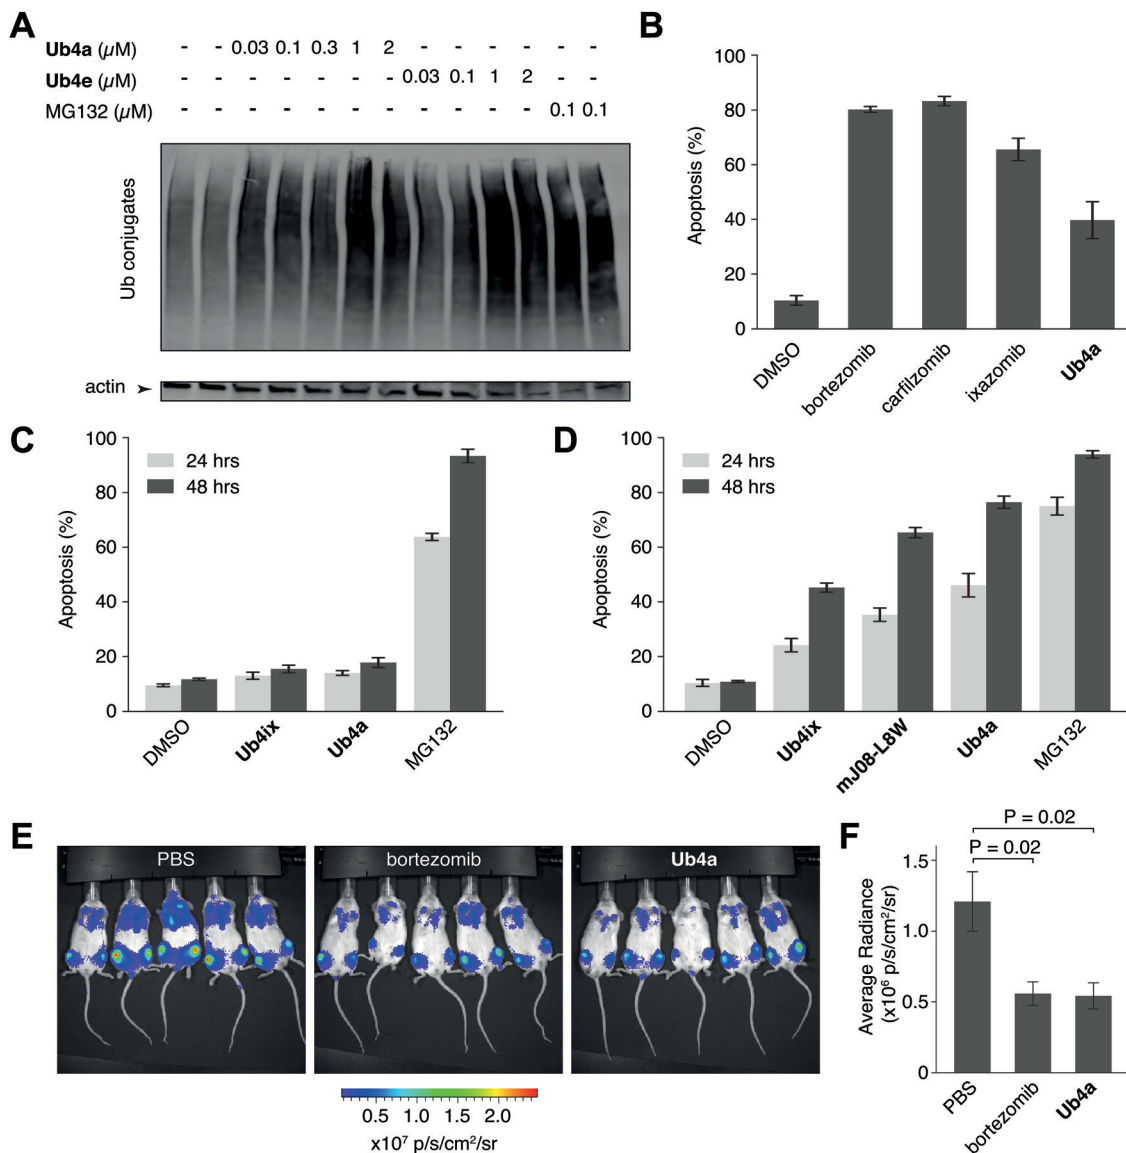 A
Ub4a (µM) - - 0.03 0.1 0.3 1 2 - - - - - -
Ub4e (µM) - - - - - - - 0.03 0.1 1 2 - -
MG132 (µM) - - - - - - - - - - - 0.1 0.1
Ub conjugates
actin
B
Apoptosis (%)
100
80
60
40
20
0
DMSO
bortezomib
carfilzomib
ixazomib
Ub4a
C
Apoptosis (%)
100
80
60
40
20
0
24 hrs
48 hrs
DMSO
Ub4ix
Ub4a
MG132
D
Apoptosis (%)
100
80
60
40
20
0
24 hrs
48 hrs
DMSO
Ub4ix
mJ08-L8W
Ub4a
MG132
E
PBS
bortezomib
Ub4a
0.5 1.0 1.5 2.0
x10⁷ p/s/cm²/sr
F
P = 0.02
P = 0.02
Average Radiance
(x10⁶ p/s/cm²/sr)
1.5
1.0
0.5
0
PBS
bortezomib
Ub4a